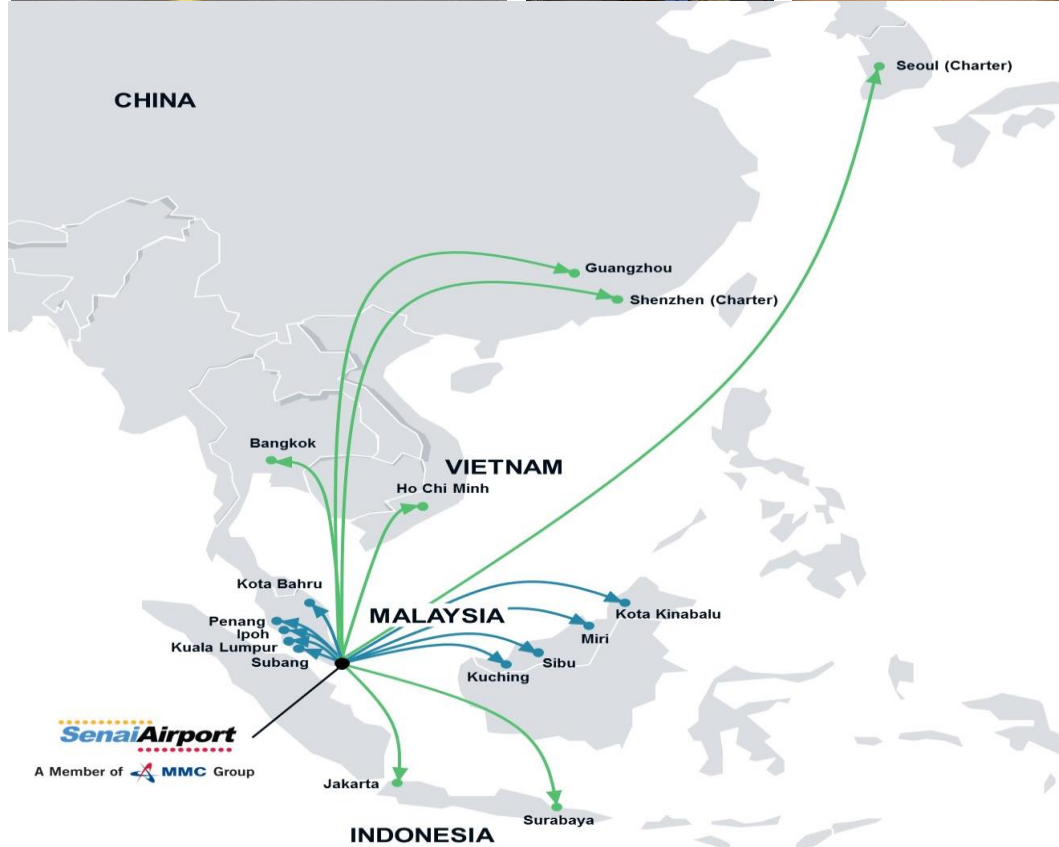 Seoul (Charter)
CHINA
Guangzhou
Shenzhen (Charter)
Bangkok
VIETNAM
Ho Chi Minh
Kota Bahru
MALAYSIA
Kota Kinabalu
Penang
Ipoh
Miri
Kuala Lumpur
Sibu
Subang
Kuching
SenaiAirport
A Member of MMC Group
Jakarta
Surabaya
INDONESIA